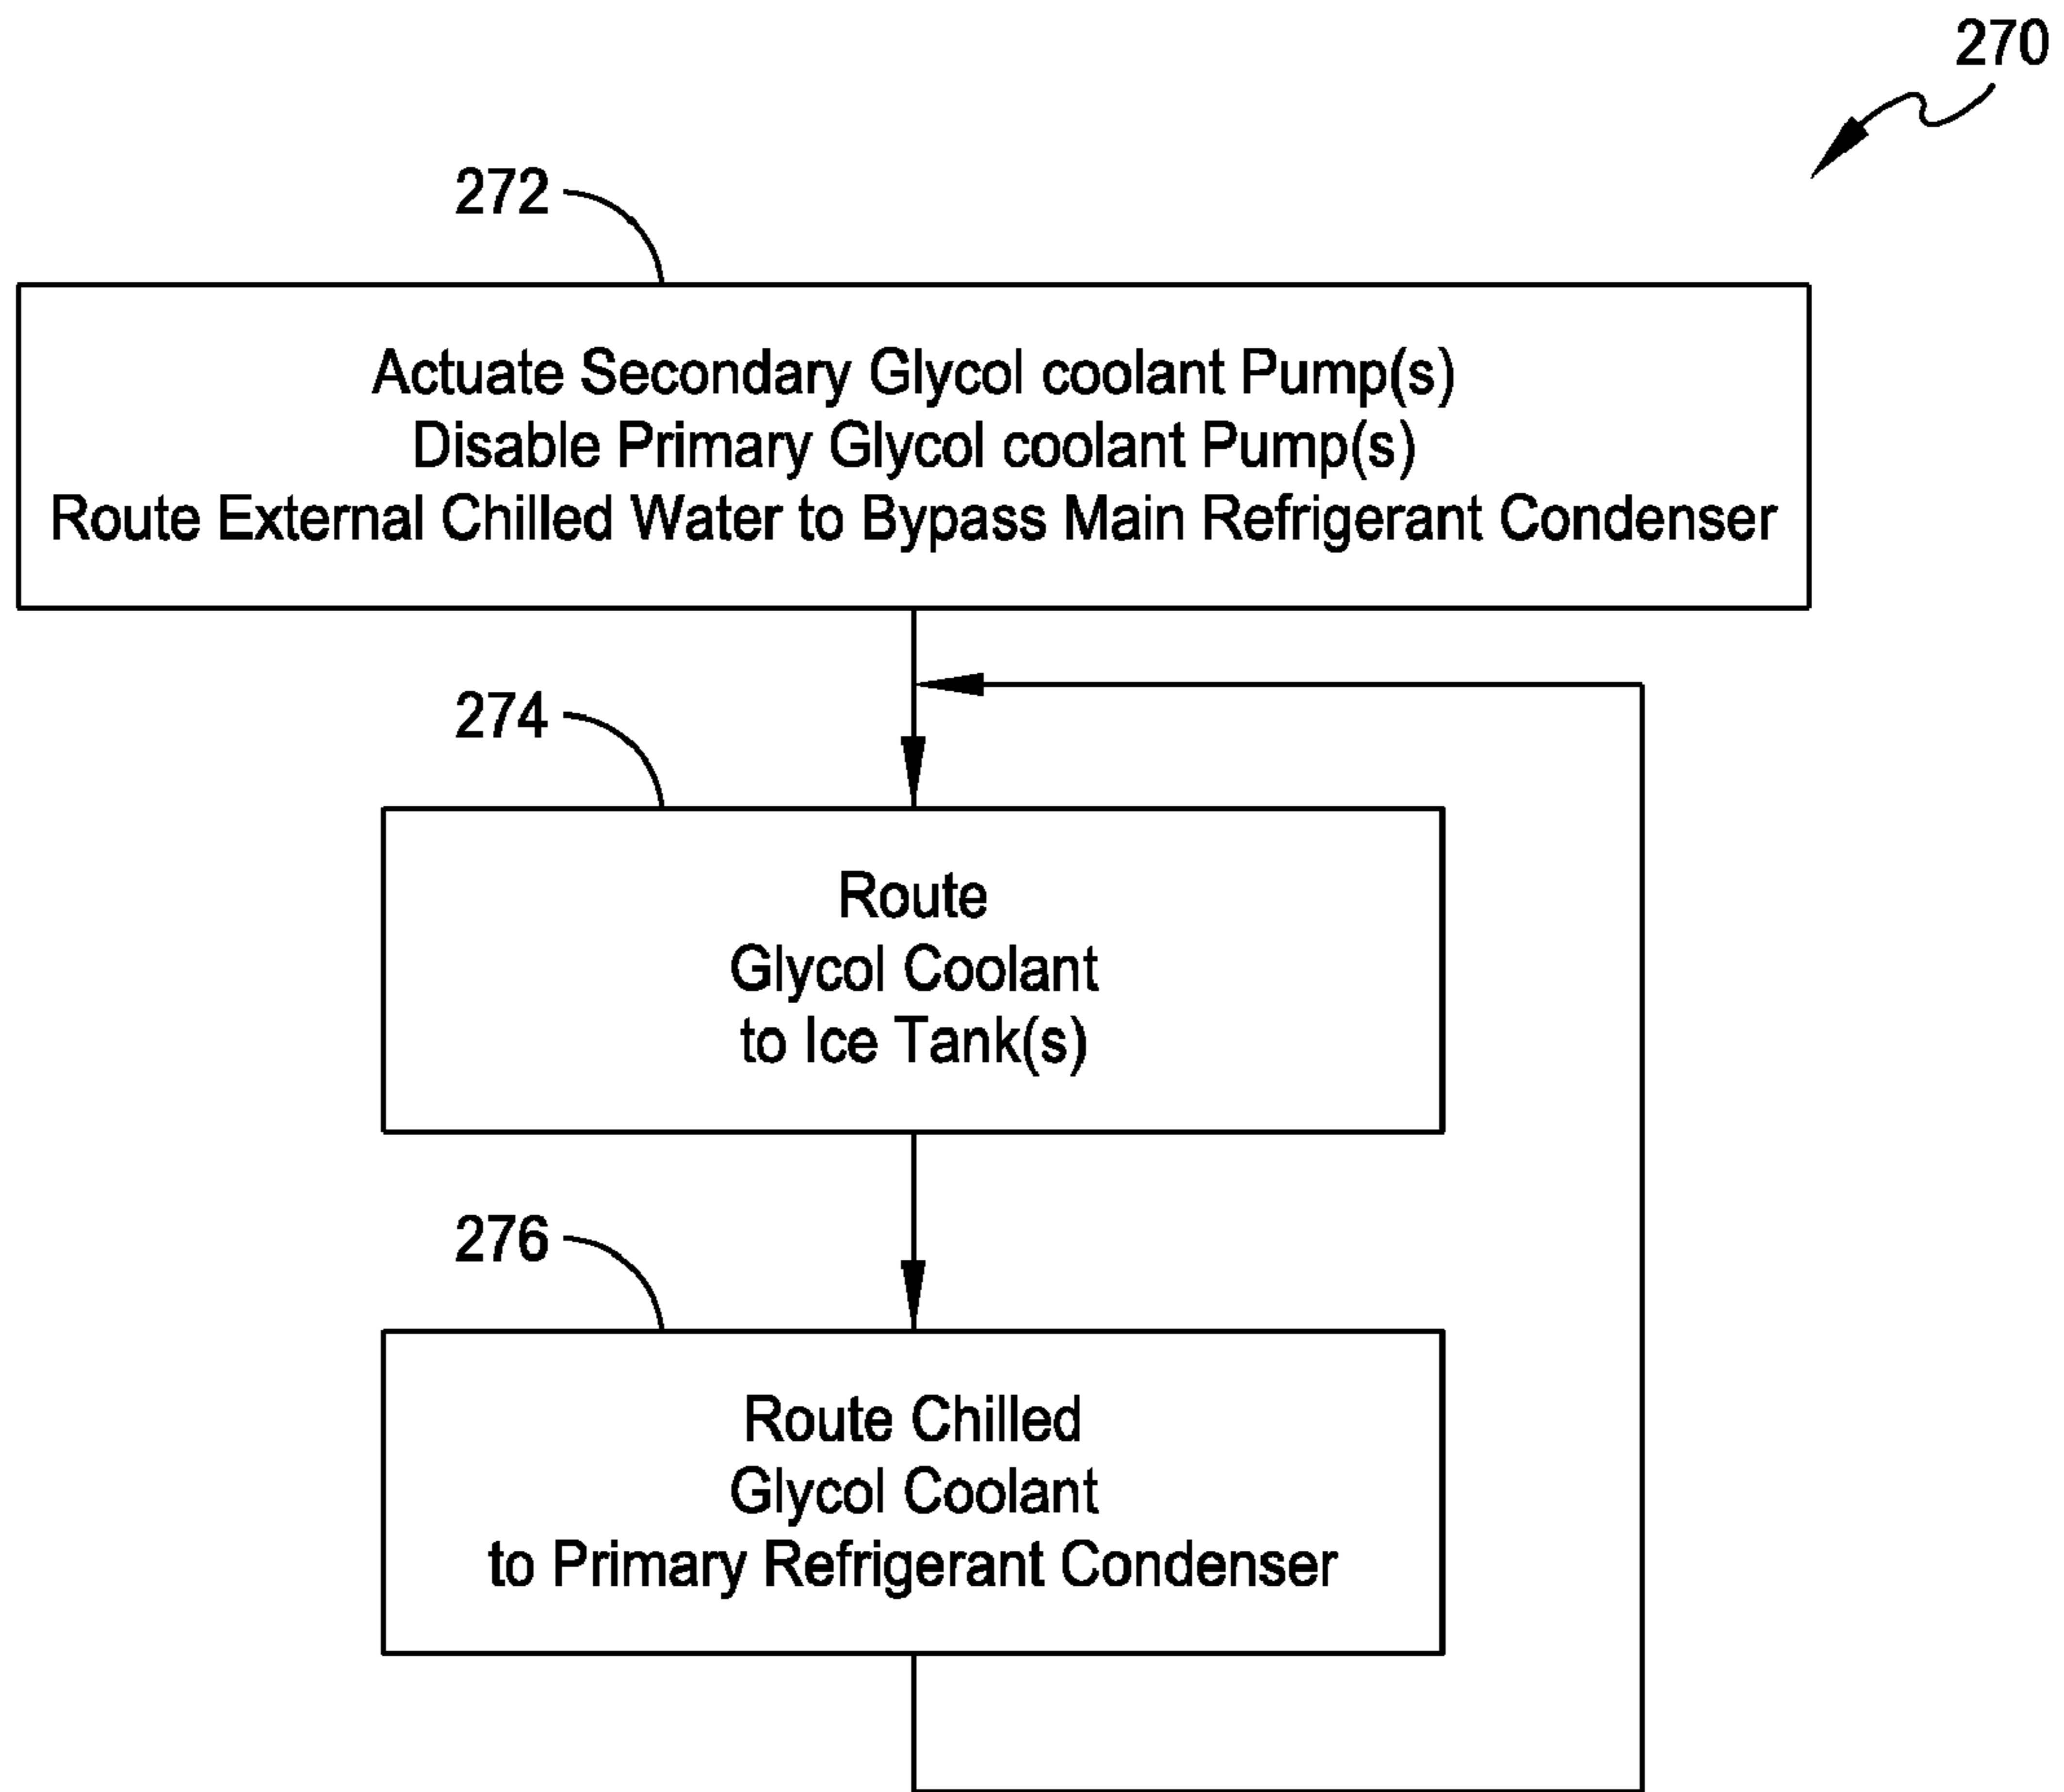 270
272
Actuate Secondary Glycol coolant Pump(s)
Disable Primary Glycol coolant Pump(s)
Route External Chilled Water to Bypass Main Refrigerant Condenser
274
Route
Glycol Coolant
to Ice Tank(s)
276
Route Chilled
Glycol Coolant
to Primary Refrigerant Condenser